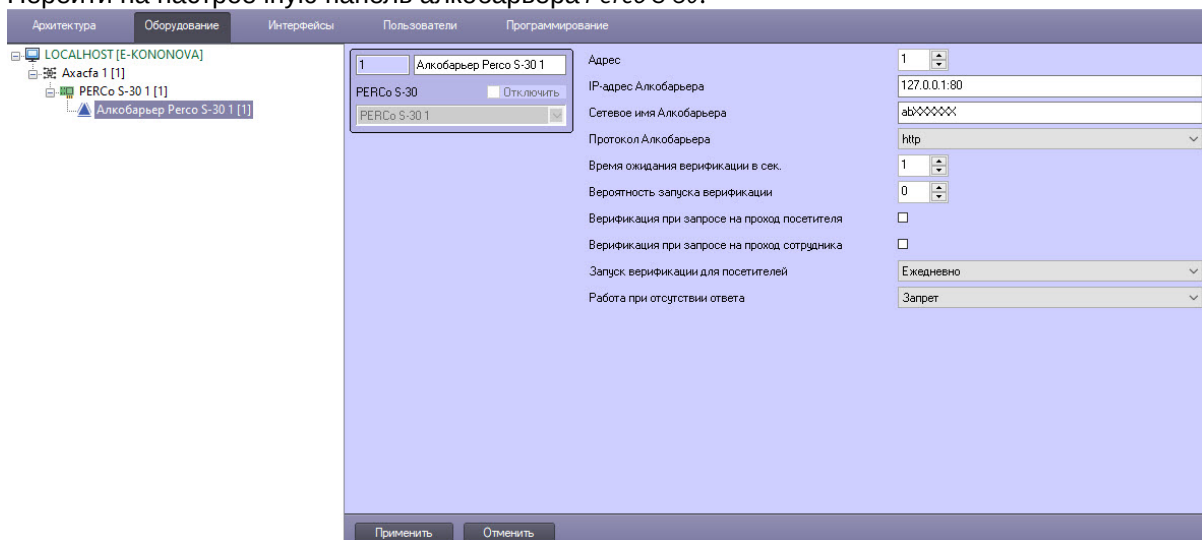 Перейти на настроечную панель алкобарьера Perco S-30.
Архитектура Оборудование Интерфейсы Пользователи Программирование
LOCALHOST [E-KONONOVA]
Ахасfa 1 [1]
PERCo S-30 1 [1]
Алкобарьер Perco S-30 1 [1]
1 Алкобарьер Perco S-30 1
PERCo S-30 Отключить
PERCo S-30 1
Адрес 1
IP-адрес Алкобарьера 127.0.0.1:80
Сетевое имя Алкобарьера abXXXXXX
Протокол Алкобарьера http
Время ожидания верификации в сек. 1
Вероятность запуска верификации 0
Верификация при запросе на проход посетителя
Верификация при запросе на проход сотрудника
Запуск верификации для посетителей Ежедневно
Работа при отсутствии ответа Запрет
Применить Отменить